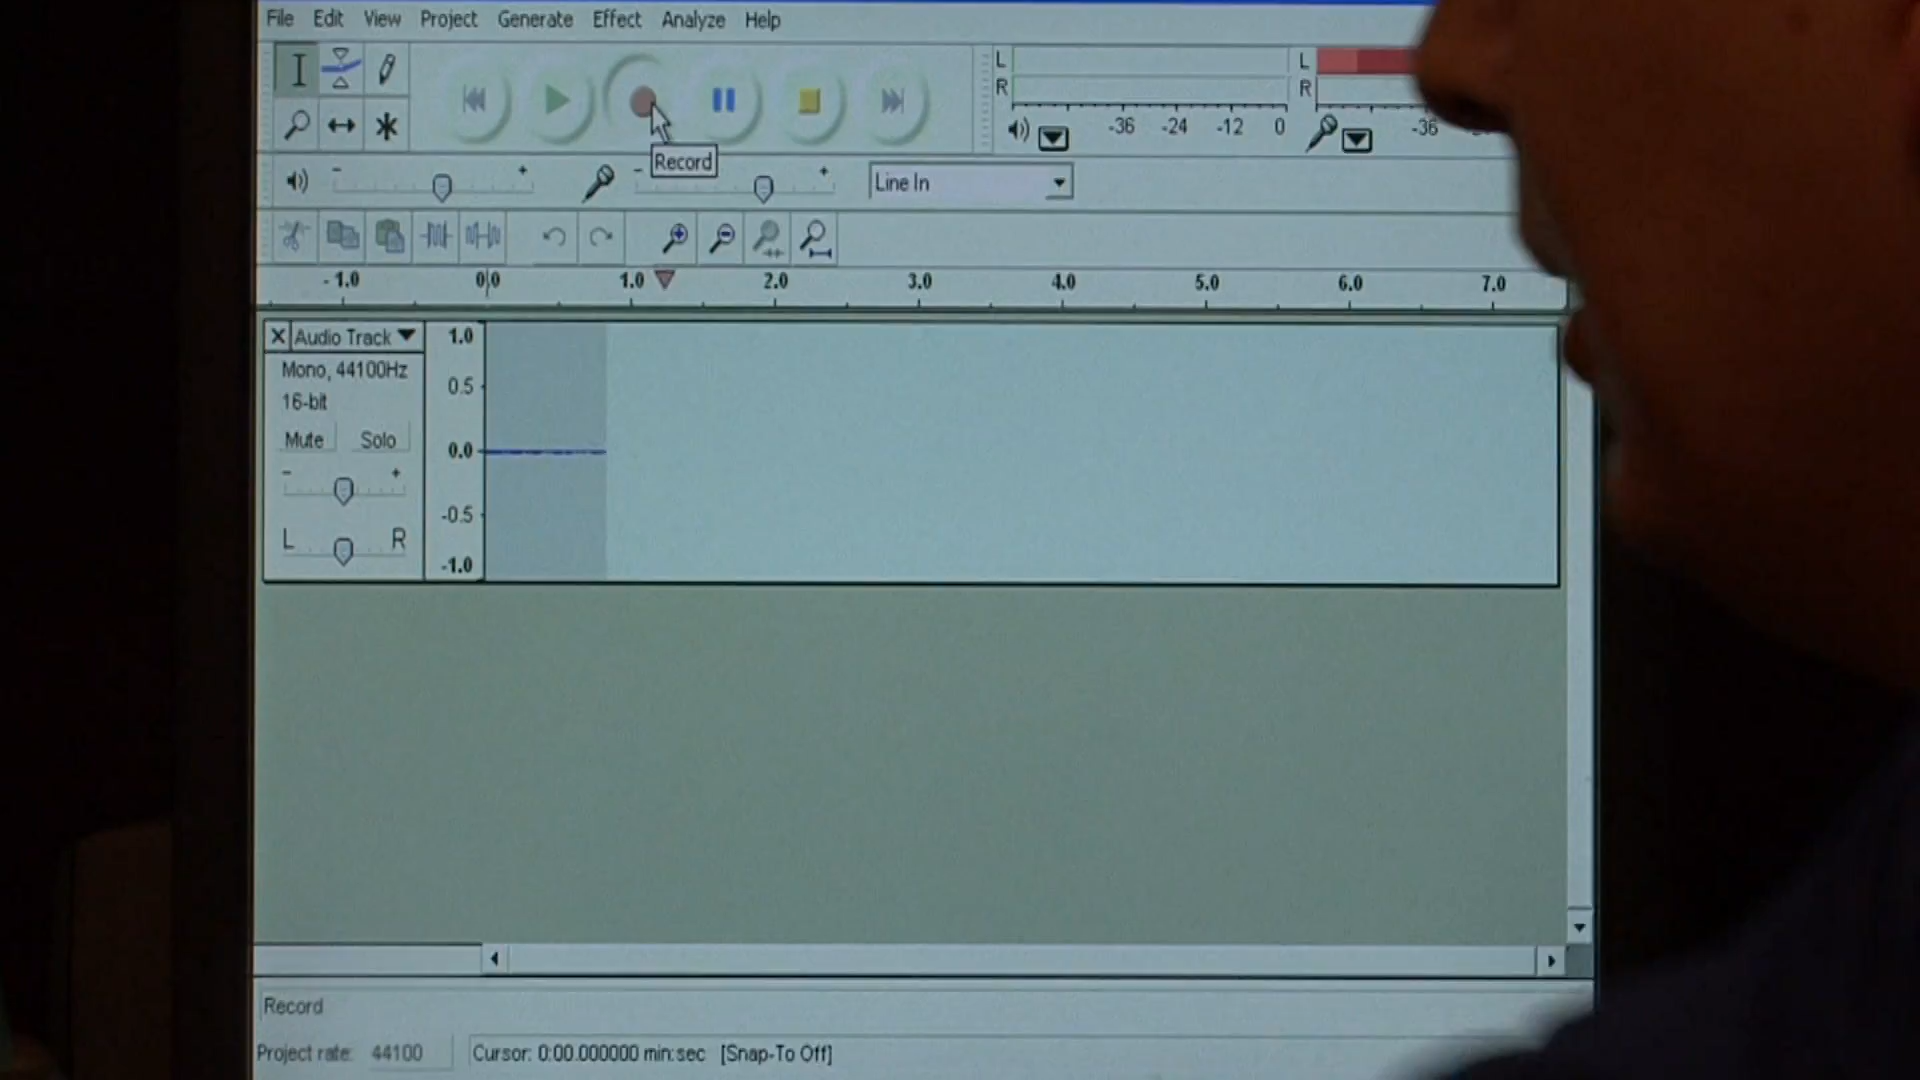 File Edit View Project Generate Effect Analyze Help
L
R
-36 -24 -12 0
L
R
-36
Record
Line In
- 1.0 0.0 1.0 2.0 3.0 4.0 5.0 6.0 7.0
X Audio Track
Mono, 44100Hz
16-bit
Mute Solo
- +
L R
1.0
0.5
0.0
-0.5
-1.0
Record
Project rate: 44100 Cursor: 0:00.000000 min:sec [Snap-To Off]